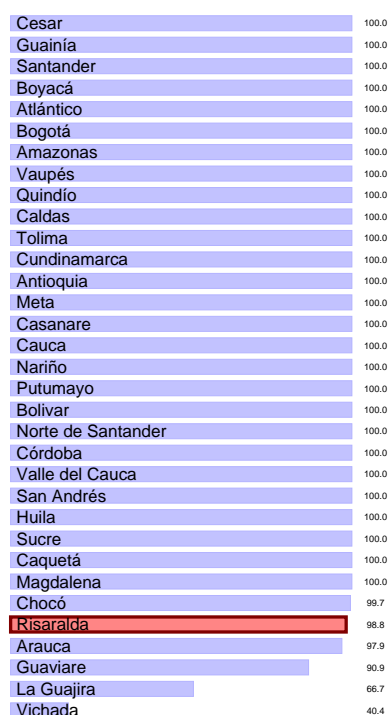 Cesar 100.0
Guainía 100.0
Santander 100.0
Boyacá 100.0
Atlántico 100.0
Bogotá 100.0
Amazonas 100.0
Vaupés 100.0
Quindío 100.0
Caldas 100.0
Tolima 100.0
Cundinamarca 100.0
Antioquia 100.0
Meta 100.0
Casanare 100.0
Cauca 100.0
Nariño 100.0
Putumayo 100.0
Bolivar 100.0
Norte de Santander 100.0
Córdoba 100.0
Valle del Cauca 100.0
San Andrés 100.0
Huila 100.0
Sucre 100.0
Caquetá 100.0
Magdalena 100.0
Chocó 99.7
Risaralda 98.8
Arauca 97.9
Guaviare 90.9
La Guajira 66.7
Vichada 40.4